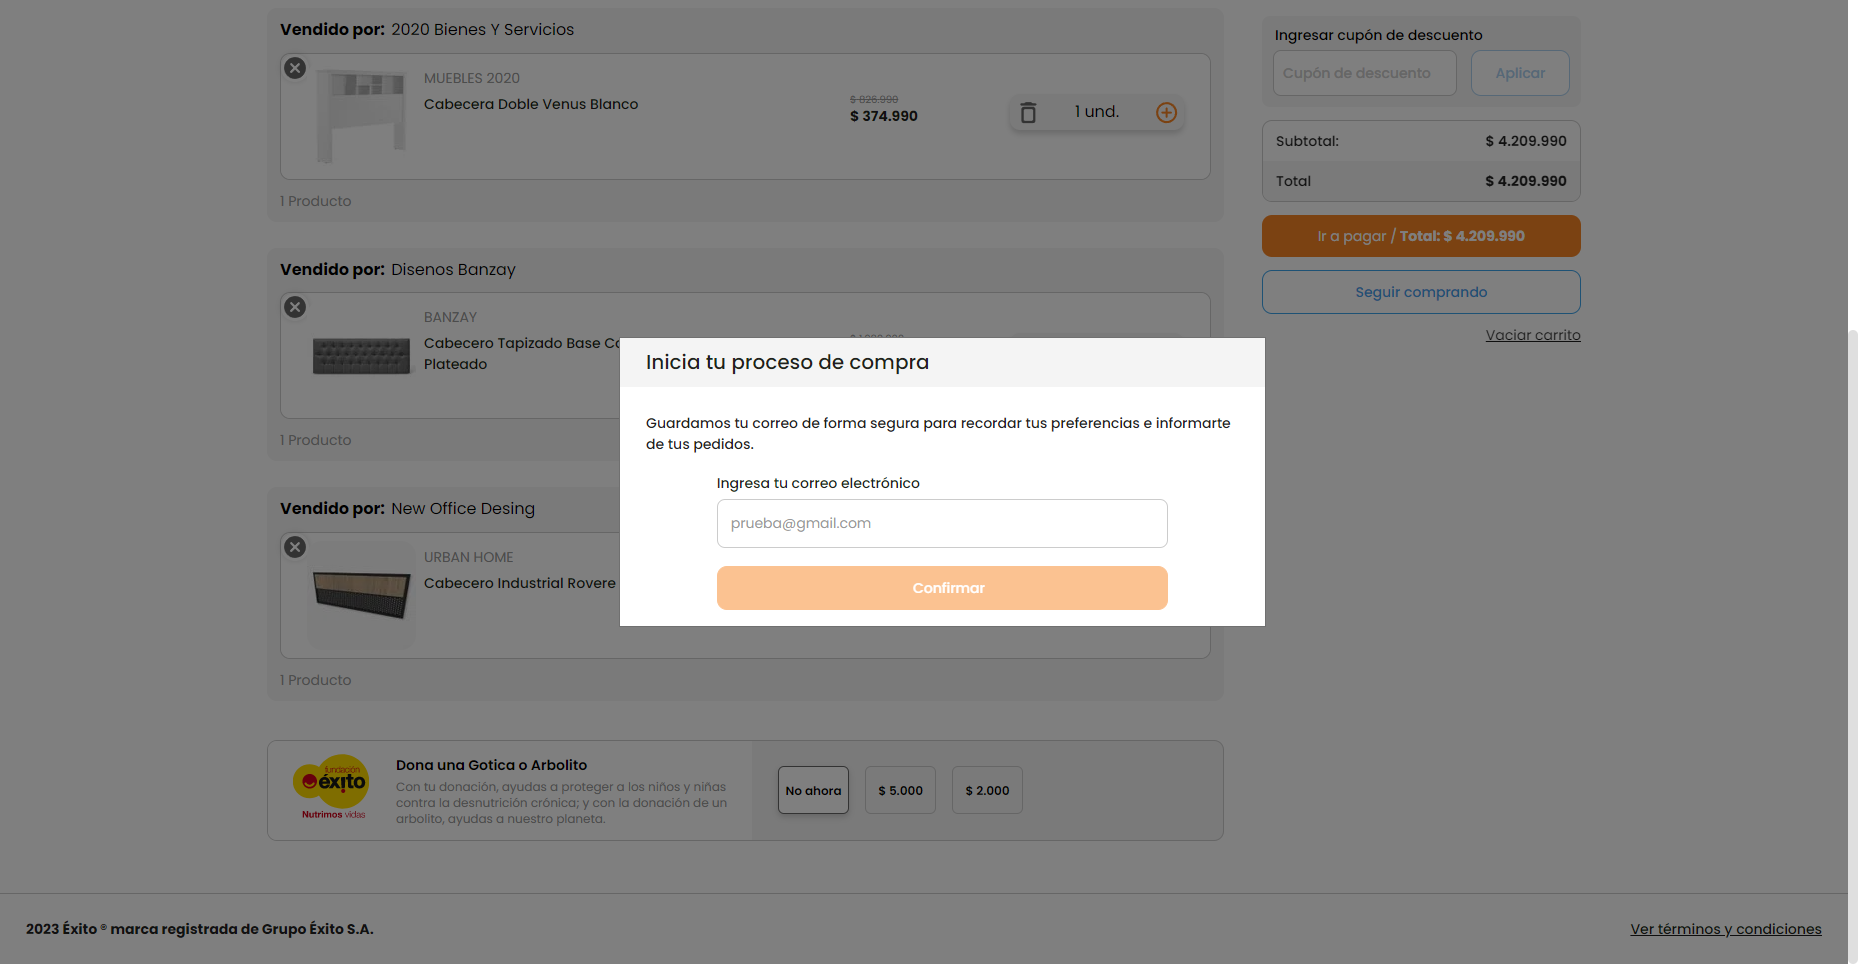 Vendido por: 2020 Bienes Y Servicios
MUEBLES 2020
Cabecera Doble Venus Blanco
$ 828.990
$ 374.990
1 und.
1 Producto
Vendido por: Disenos Banzay
BANZAY
Cabecero Tapizado Base
Plateado
1 Producto
Vendido por: New Office Desing
URBAN HOME
Cabecero Industrial Rovere
1 Producto
Ingresar cupón de descuento
Cupón de descuento
Aplicar
Subtotal: $ 4.209.990
Total $ 4.209.990
Ir a pagar / Total: $ 4.209.990
Seguir comprando
Vaciar carrito
Inicia tu proceso de compra
Guardamos tu correo de forma segura para recordar tus preferencias e informarte
de tus pedidos.
Ingresa tu correo electrónico
prueba@gmail.com
Confirmar
fundación
éxito
Nutrimos vidas
Dona una Gotica o Arbolito
Con tu donación, ayudas a proteger a los niños y niñas
contra la desnutrición crónica; y con la donación de un
arbolito, ayudas a nuestro planeta.
No ahora
$ 5.000
$ 2.000
2023 Éxito ® marca registrada de Grupo Éxito S.A.
Ver términos y condiciones